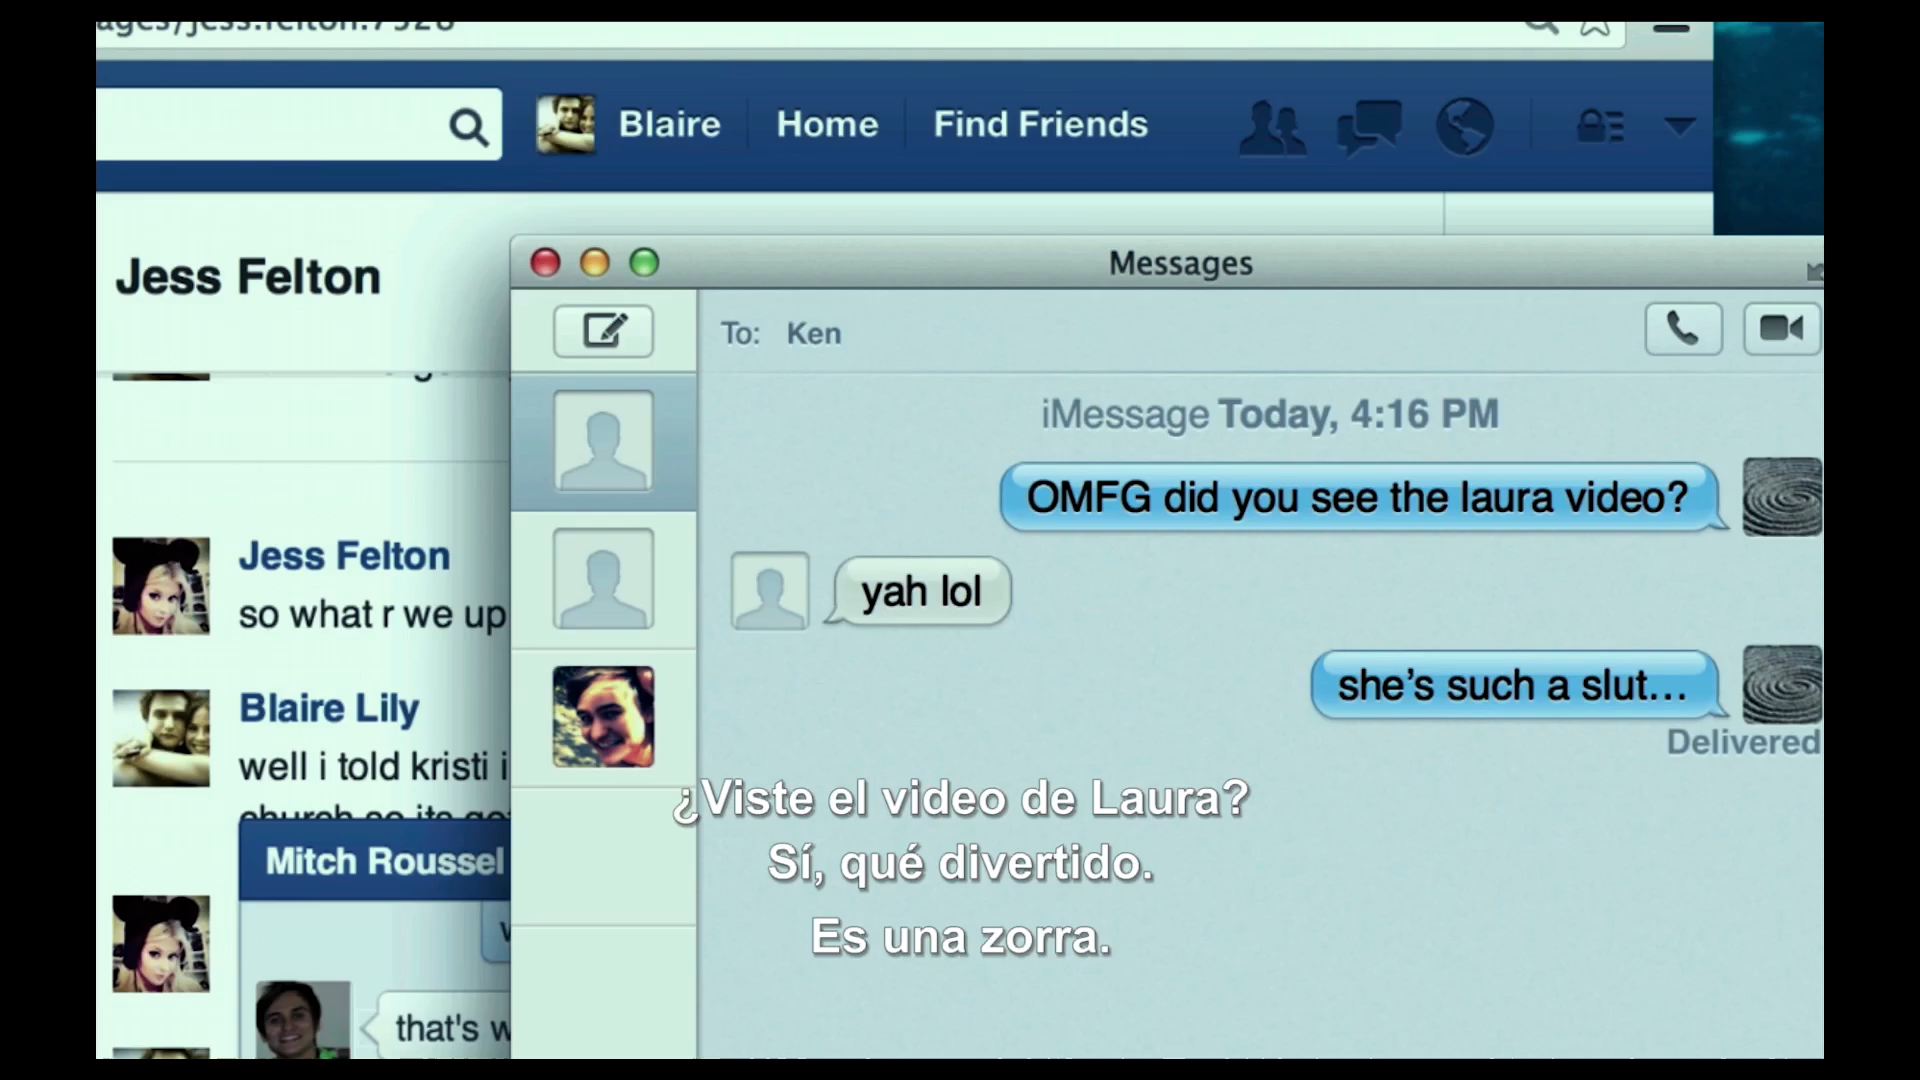 Blaire
Home
Find Friends
Jess Felton
Messages
To: Ken
iMessage Today, 4:16 PM
OMFG did you see the laura video?
yah lol
she's such a slut...
Delivered
Jess Felton
so what r we up
Blaire Lily
well i told kristi i
Mitch Roussel
that's w
¿Viste el video de Laura?
Sí, qué divertido.
Es una zorra.